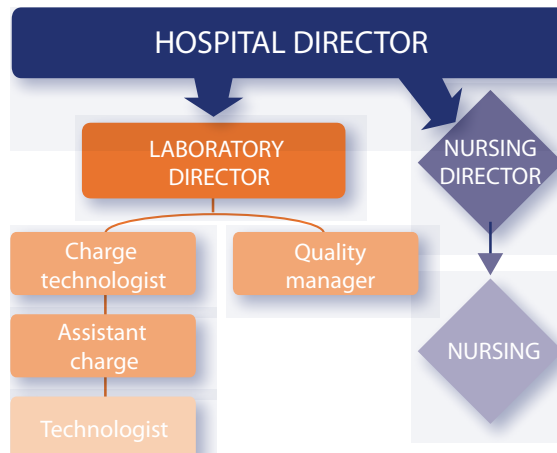 HOSPITAL DIRECTOR
LABORATORY
DIRECTOR
NURSING
DIRECTOR
Charge
technologist
Quality
manager
Assistant
charge
NURSING
Technologist